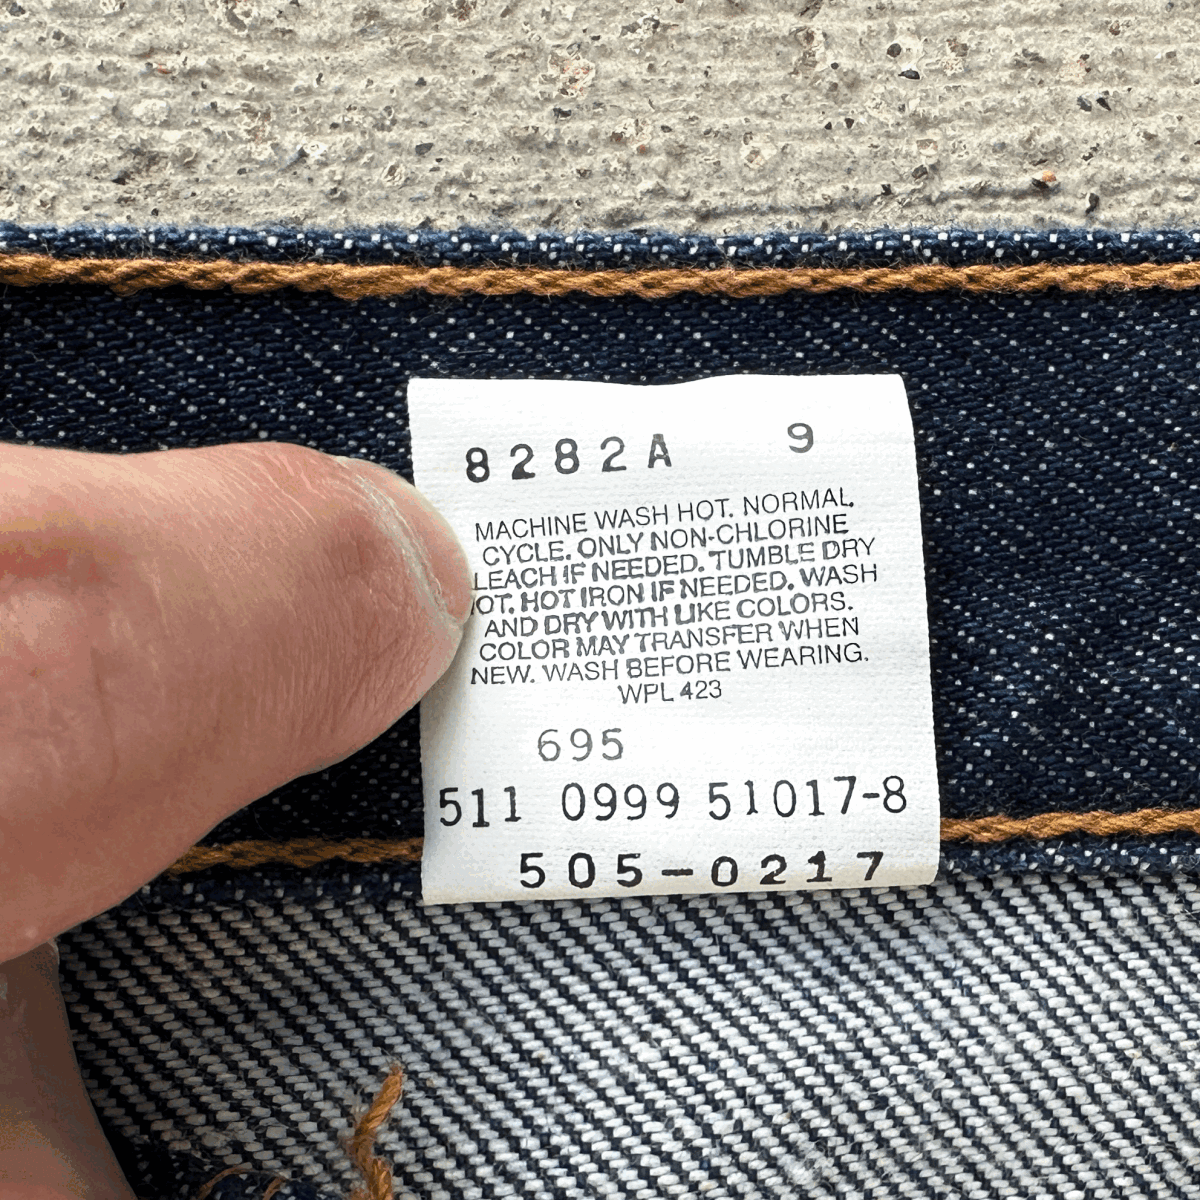 8282A 9
MACHINE WASH HOT. NORMAL
CYCLE. ONLY NON-CHLORINE
LEACH IF NEEDED. TUMBLE DRY
OT. HOT IRON IF NEEDED. WASH
AND DRY WITH LIKE COLORS.
COLOR MAY TRANSFER WHEN
NEW. WASH BEFORE WEARING.
WPL 423
695
511 0999 51017-8
505-0217